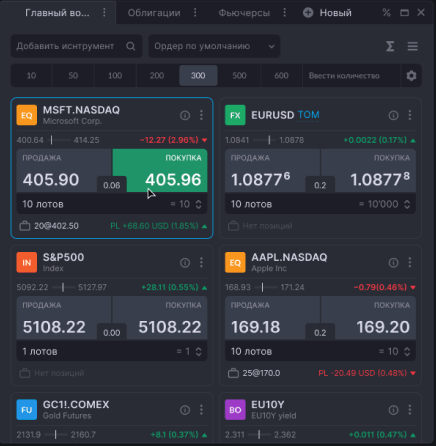 Главный во...
Облигации
Фьючерсы
Новый
%
Добавить иснтрумент
Ордер по умолчанию
Σ
10 50 100 200 300 500 600 Ввести количество
EQ MSFT.NASDAQ
Microsoft Corp.
400.64 414.25 −12.27 (2.96%)
ПРОДАЖА ПОКУПКА
405.90 0.06 405.96
10 лотов = 10
20@402.50 PL +68.60 USD (1.85%)
FX EURUSD TOM
1.0841 1.0878 +0.0022 (0.17%)
ПРОДАЖА ПОКУПКА
1.0877⁶ 0.2 1.0877⁸
10 лотов = 10'000
Нет позиций
IN S&P500
Index
5092.22 5127.97 +28.11 (0.55%)
ПРОДАЖА ПОКУПКА
5108.22 0.00 5108.22
1 лотов = 1
Нет позиций
EQ AAPL.NASDAQ
Apple Inc
168.93 171.24 −0.79(0.46%)
ПРОДАЖА ПОКУПКА
169.18 0.2 169.20
10 лотов = 10
25@170.0 PL -20.49 USD (0.48%)
FU GC1!.COMEX
Gold Futures
2131.9 2160.7 +8.1 (0.37%)
BO EU10Y
EU10Y yield
2.311 2.362 +0.011 (0.47%)